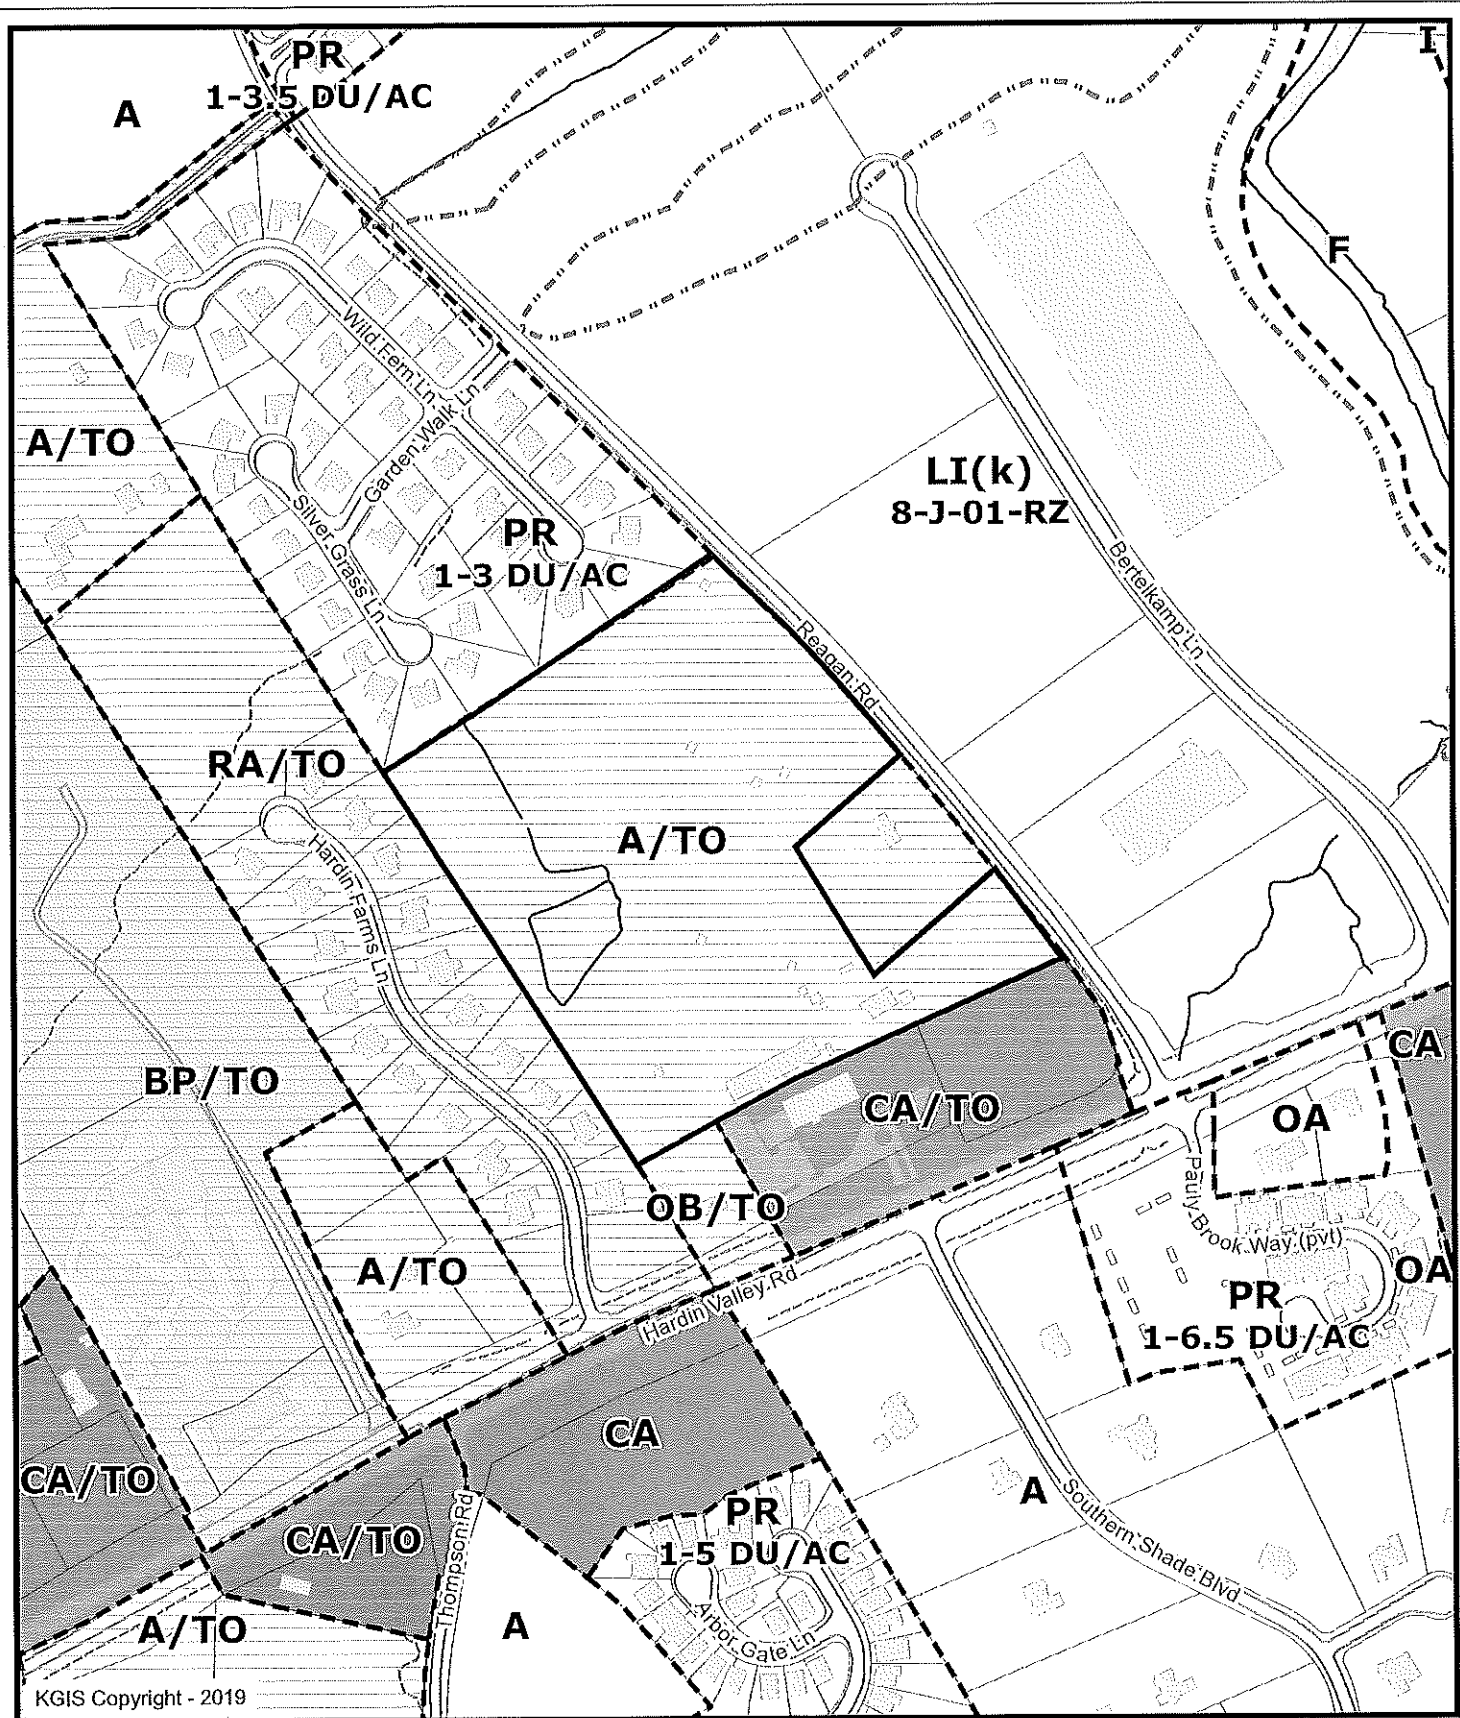 PR
1-3.5 DU/AC
I
A
F
Wild Fern Ln
Garden Walk Ln
A/TO
LI(k)
8-J-01-RZ
Silver Grass Ln
PR
1-3 DU/AC
Bertelkamp Ln
Reagan Rd
RA/TO
A/TO
Hardin Farms Ln
BP/TO
CA
CA/TO
OA
Pauly Brook Way (pvt)
OB/TO
A/TO
OA
Hardin Valley Rd
PR
1-6.5 DU/AC
CA
CA/TO
A
Southern Shade Blvd
PR
1-5 DU/AC
CA/TO
Thompson Rd
A/TO
A
Arbor Gate Ln
KGIS Copyright - 2019